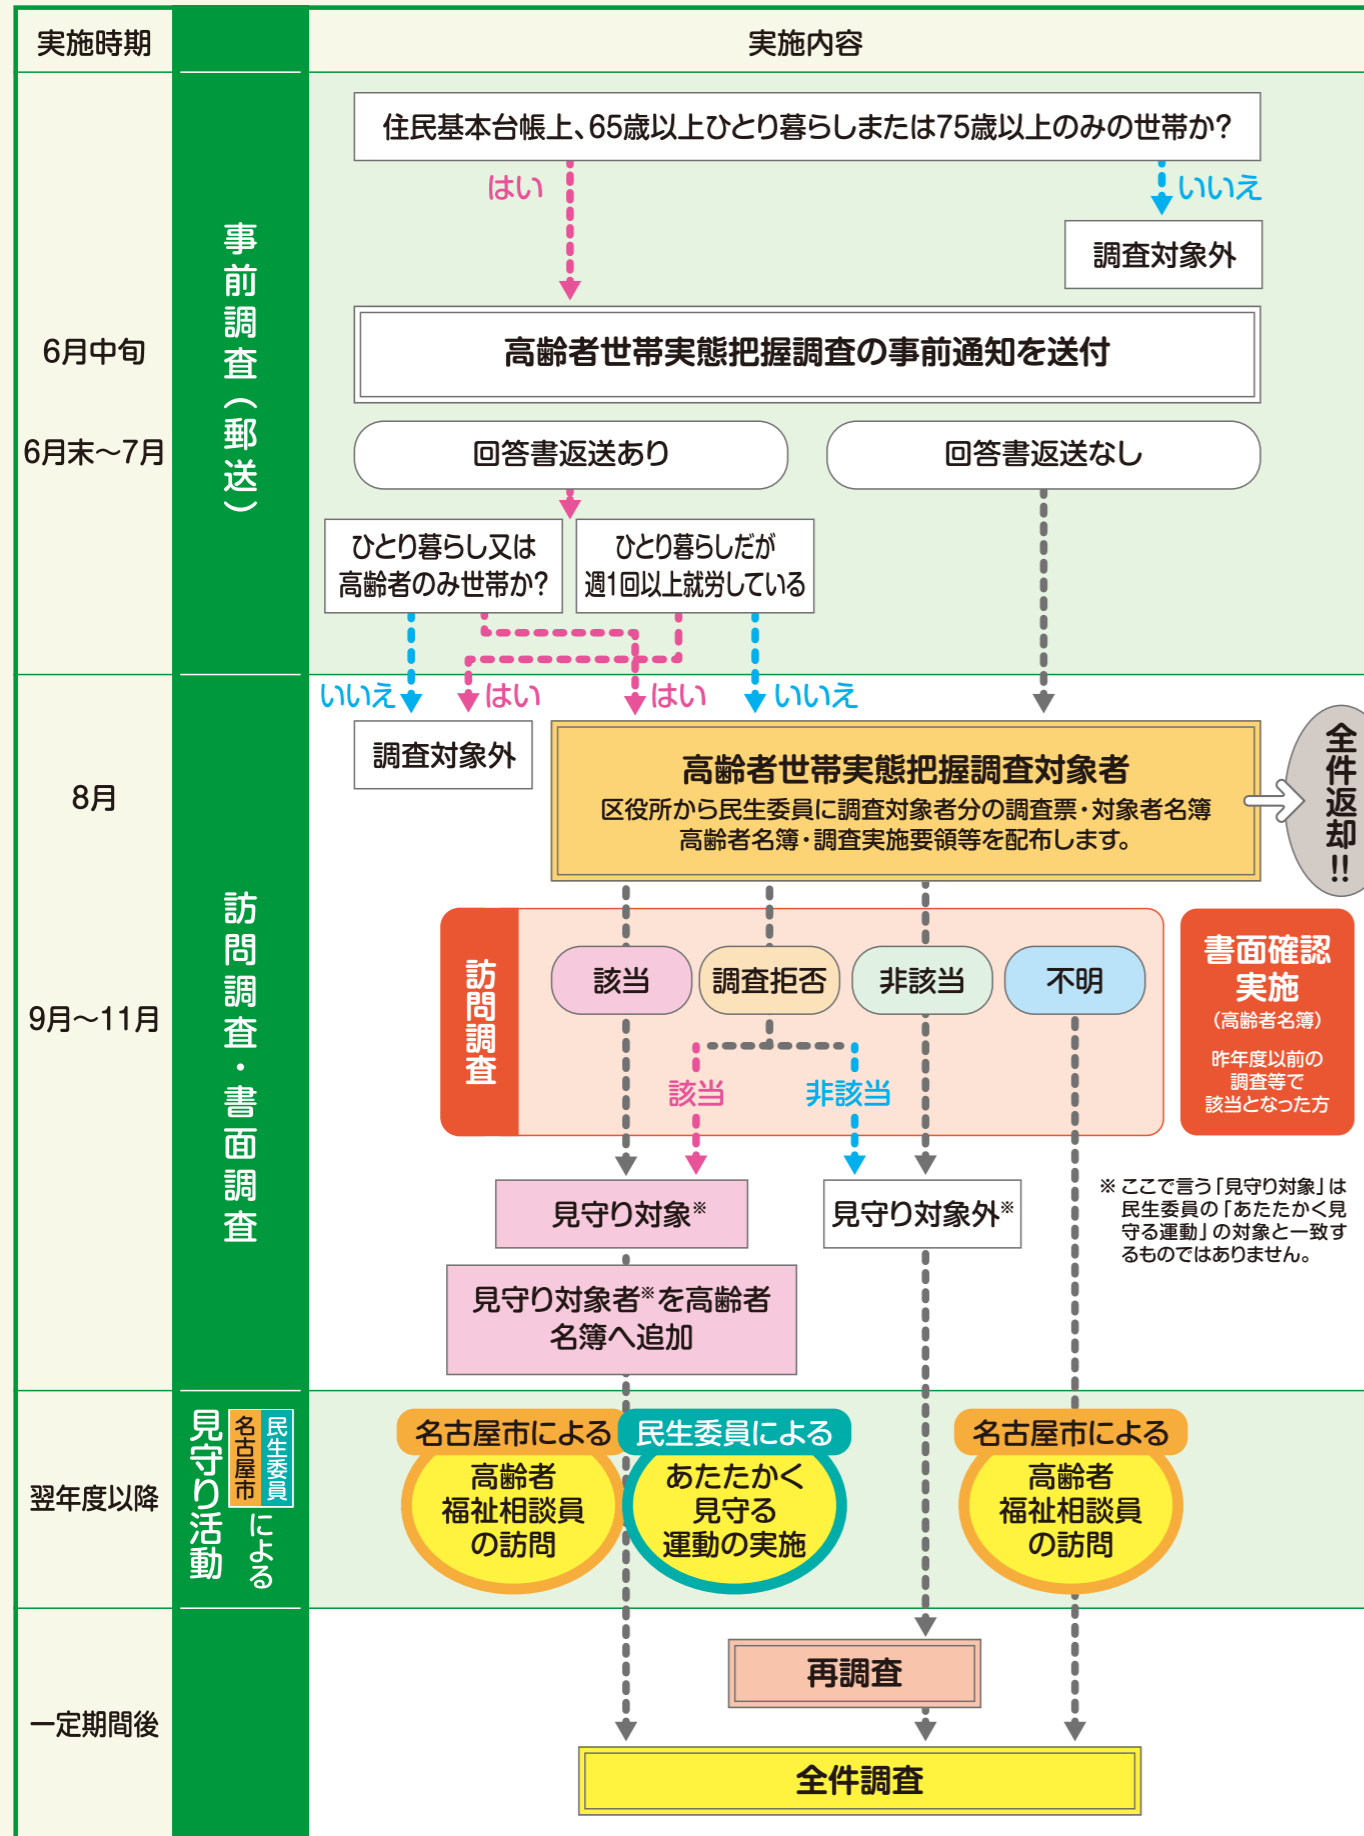 実施時期
実施内容
事前調査（郵送）
住民基本台帳上、65歳以上ひとり暮らしまたは75歳以上のみの世帯か?
はい
いいえ
調査対象外
6月中旬
高齢者世帯実態把握調査の事前通知を送付
6月末～7月
回答書返送あり
回答書返送なし
ひとり暮らし又は
高齢者のみ世帯か?
ひとり暮らしだが
週1回以上就労している
いいえ
はい
はい
いいえ
訪問調査・書面調査
8月
調査対象外
高齢者世帯実態把握調査対象者
区役所から民生委員に調査対象者分の調査票・対象者名簿
高齢者名簿・調査実施要領等を配布します。
全件返却!!
9月～11月
訪問調査
該当
調査拒否
非該当
不明
該当
非該当
書面確認
実施
(高齢者名簿)
昨年度以前の
調査等で
該当となった方
見守り対象※
見守り対象外※
※ここで言う「見守り対象」は
民生委員の「あたたかく見
守る運動」の対象と一致す
るものではありません。
見守り対象者※を高齢者
名簿へ追加
翌年度以降
民生委員
名古屋市
による
見守り活動
名古屋市による
高齢者
福祉相談員
の訪問
民生委員による
あたたかく
見守る
運動の実施
名古屋市による
高齢者
福祉相談員
の訪問
一定期間後
再調査
全件調査